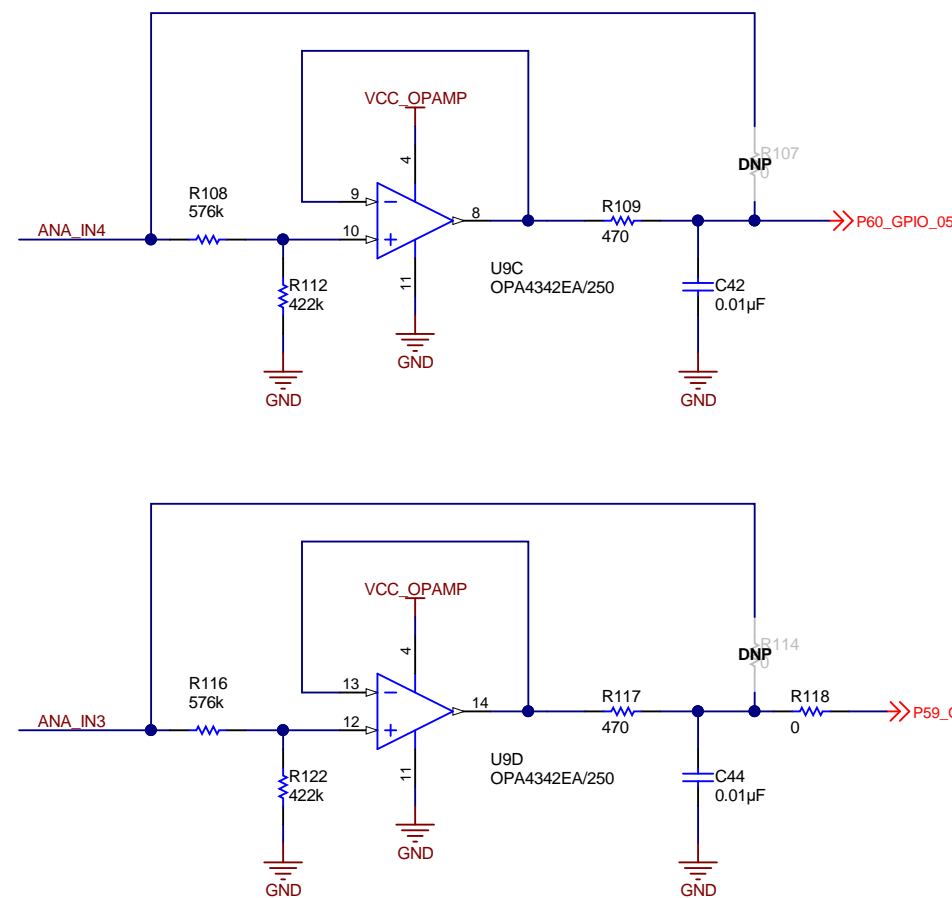 VCC_OPAMP
4
R107
DNP
0
R108
576k
9
8
R109
470
P60_GPIO_05
ANA_IN4
10
R112
422k
11
U9C
OPA4342EA/250
C42
0.01µF
GND
GND
GND
VCC_OPAMP
4
R114
DNP
0
R116
576k
13
14
R117
470
R118
0
P59_
ANA_IN3
12
R122
422k
11
U9D
OPA4342EA/250
C44
0.01µF
GND
GND
GND